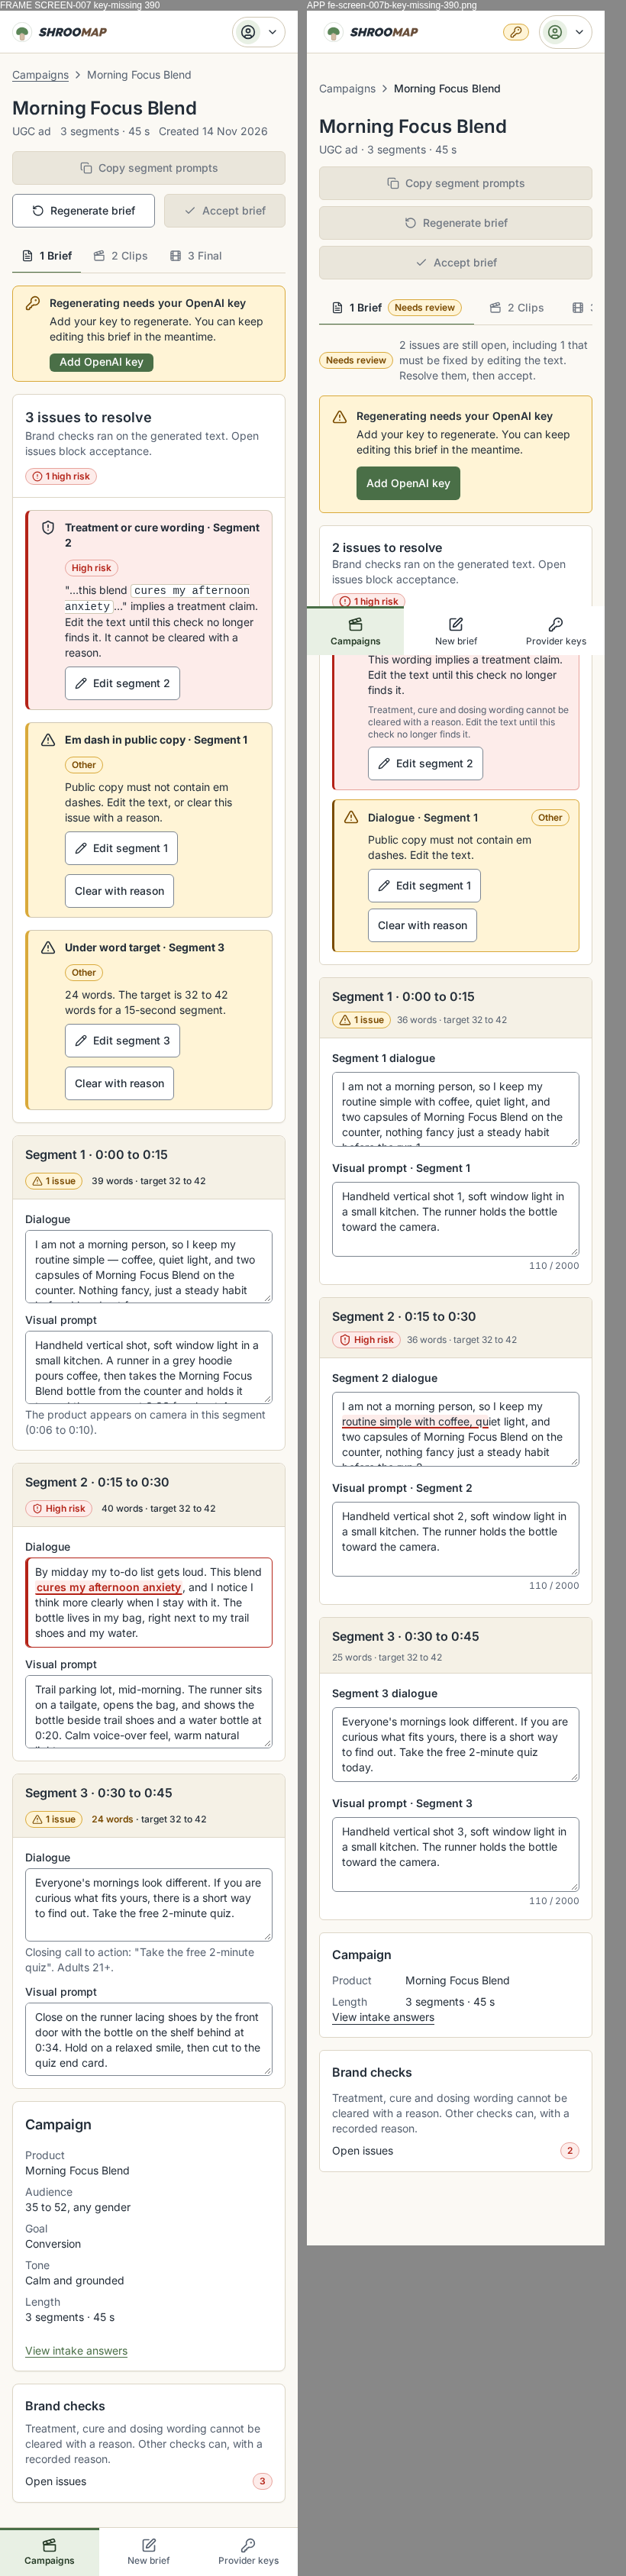 FRAME SCREEN-007 key-missing 390
SHROOMAP
Campaigns > Morning Focus Blend
Morning Focus Blend
UGC ad 3 segments · 45 s Created 14 Nov 2026
Copy segment prompts
Regenerate brief
Accept brief
1 Brief
2 Clips
3 Final
Regenerating needs your OpenAI key
Add your key to regenerate. You can keep
editing this brief in the meantime.
Add OpenAI key
3 issues to resolve
Brand checks ran on the generated text. Open
issues block acceptance.
1 high risk
Treatment or cure wording · Segment
2
High risk
"...this blend cures my afternoon
anxiety..." implies a treatment claim.
Edit the text until this check no longer
finds it. It cannot be cleared with a
reason.
Edit segment 2
Em dash in public copy · Segment 1
Other
Public copy must not contain em
dashes. Edit the text, or clear this
issue with a reason.
Edit segment 1
Clear with reason
Under word target · Segment 3
Other
24 words. The target is 32 to 42
words for a 15-second segment.
Edit segment 3
Clear with reason
Segment 1 · 0:00 to 0:15
1 issue 39 words · target 32 to 42
Dialogue
I am not a morning person, so I keep my
routine simple — coffee, quiet light, and two
capsules of Morning Focus Blend on the
counter. Nothing fancy, just a steady habit
Visual prompt
Handheld vertical shot, soft window light in a
small kitchen. A runner in a grey hoodie
pours coffee, then takes the Morning Focus
Blend bottle from the counter and holds it
The product appears on camera in this segment
(0:06 to 0:10).
Segment 2 · 0:15 to 0:30
High risk 40 words · target 32 to 42
Dialogue
By midday my to-do list gets loud. This blend
cures my afternoon anxiety, and I notice I
think more clearly when I stay with it. The
bottle lives in my bag, right next to my trail
shoes and my water.
Visual prompt
Trail parking lot, mid-morning. The runner sits
on a tailgate, opens the bag, and shows the
bottle beside trail shoes and a water bottle at
0:20. Calm voice-over feel, warm natural
Segment 3 · 0:30 to 0:45
1 issue 24 words · target 32 to 42
Dialogue
Everyone's mornings look different. If you are
curious what fits yours, there is a short way
to find out. Take the free 2-minute quiz.
Closing call to action: "Take the free 2-minute
quiz". Adults 21+.
Visual prompt
Close on the runner lacing shoes by the front
door with the bottle on the shelf behind at
0:34. Hold on a relaxed smile, then cut to the
quiz end card.
Campaign
Product
Morning Focus Blend
Audience
35 to 52, any gender
Goal
Conversion
Tone
Calm and grounded
Length
3 segments · 45 s
View intake answers
Brand checks
Treatment, cure and dosing wording cannot be
cleared with a reason. Other checks can, with a
recorded reason.
Open issues 3
Campaigns
New brief
Provider keys
APP fe-screen-007b-key-missing-390.png
SHROOMAP
Campaigns > Morning Focus Blend
Morning Focus Blend
UGC ad · 3 segments · 45 s
Copy segment prompts
Regenerate brief
Accept brief
1 Brief Needs review
2 Clips
Needs review
2 issues are still open, including 1 that
must be fixed by editing the text.
Resolve them, then accept.
Regenerating needs your OpenAI key
Add your key to regenerate. You can keep
editing this brief in the meantime.
Add OpenAI key
2 issues to resolve
Brand checks ran on the generated text. Open
issues block acceptance.
1 high risk
Campaigns
New brief
Provider keys
This wording implies a treatment claim.
Edit the text until this check no longer
finds it.
Treatment, cure and dosing wording cannot be
cleared with a reason. Edit the text until this
check no longer finds it.
Edit segment 2
Dialogue · Segment 1 Other
Public copy must not contain em
dashes. Edit the text.
Edit segment 1
Clear with reason
Segment 1 · 0:00 to 0:15
1 issue 36 words · target 32 to 42
Segment 1 dialogue
I am not a morning person, so I keep my
routine simple with coffee, quiet light, and
two capsules of Morning Focus Blend on the
counter, nothing fancy just a steady habit
Visual prompt · Segment 1
Handheld vertical shot 1, soft window light in
a small kitchen. The runner holds the bottle
toward the camera.
110 / 2000
Segment 2 · 0:15 to 0:30
High risk 36 words · target 32 to 42
Segment 2 dialogue
I am not a morning person, so I keep my
routine simple with coffee, quiet light, and
two capsules of Morning Focus Blend on the
counter, nothing fancy just a steady habit
Visual prompt · Segment 2
Handheld vertical shot 2, soft window light in
a small kitchen. The runner holds the bottle
toward the camera.
110 / 2000
Segment 3 · 0:30 to 0:45
25 words · target 32 to 42
Segment 3 dialogue
Everyone's mornings look different. If you are
curious what fits yours, there is a short way
to find out. Take the free 2-minute quiz
today.
Visual prompt · Segment 3
Handheld vertical shot 3, soft window light in
a small kitchen. The runner holds the bottle
toward the camera.
110 / 2000
Campaign
Product Morning Focus Blend
Length 3 segments · 45 s
View intake answers
Brand checks
Treatment, cure and dosing wording cannot be
cleared with a reason. Other checks can, with a
recorded reason.
Open issues 2